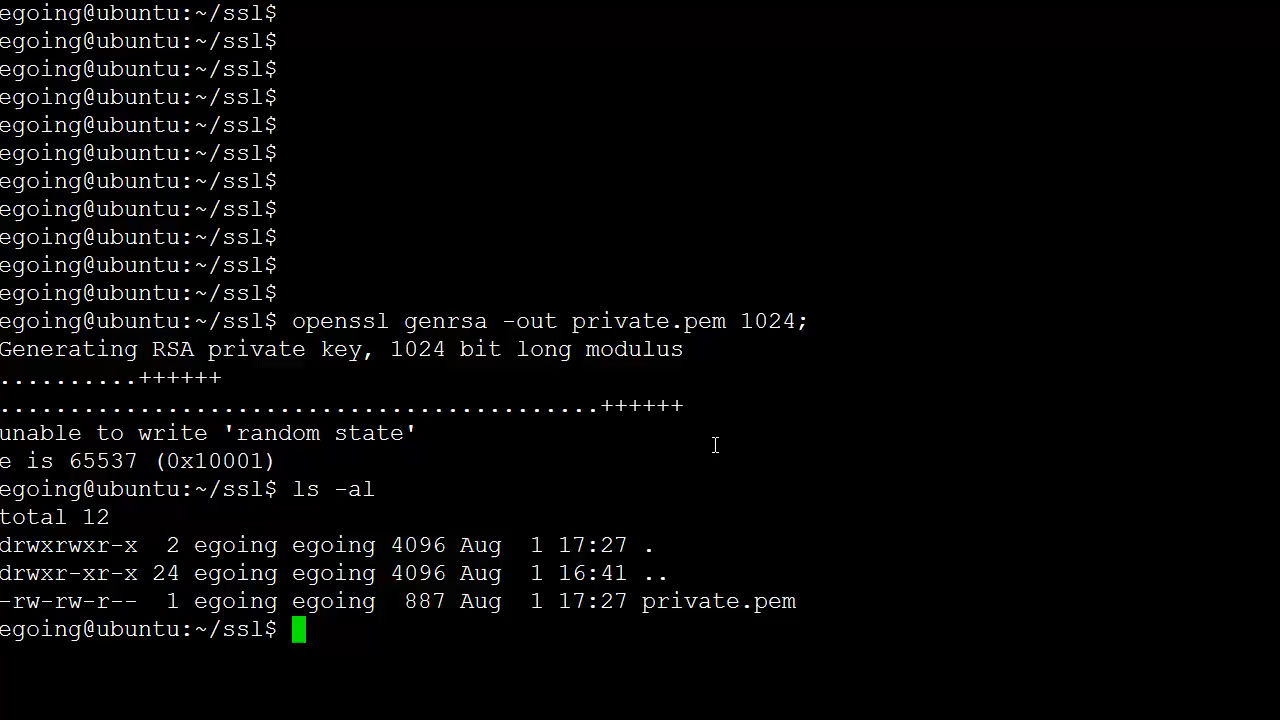 egoing@ubuntu:~/ssl$
egoing@ubuntu:~/ssl$
egoing@ubuntu:~/ssl$
egoing@ubuntu:~/ssl$
egoing@ubuntu:~/ssl$
egoing@ubuntu:~/ssl$
egoing@ubuntu:~/ssl$
egoing@ubuntu:~/ssl$
egoing@ubuntu:~/ssl$
egoing@ubuntu:~/ssl$
egoing@ubuntu:~/ssl$
egoing@ubuntu:~/ssl$ openssl genrsa -out private.pem 1024;
Generating RSA private key, 1024 bit long modulus
..........++++++
...........................................++++++
unable to write 'random state'
e is 65537 (0x10001)
egoing@ubuntu:~/ssl$ ls -al
total 12
drwxrwxr-x  2 egoing egoing 4096 Aug  1 17:27 .
drwxr-xr-x 24 egoing egoing 4096 Aug  1 16:41 ..
-rw-rw-r--  1 egoing egoing  887 Aug  1 17:27 private.pem
egoing@ubuntu:~/ssl$